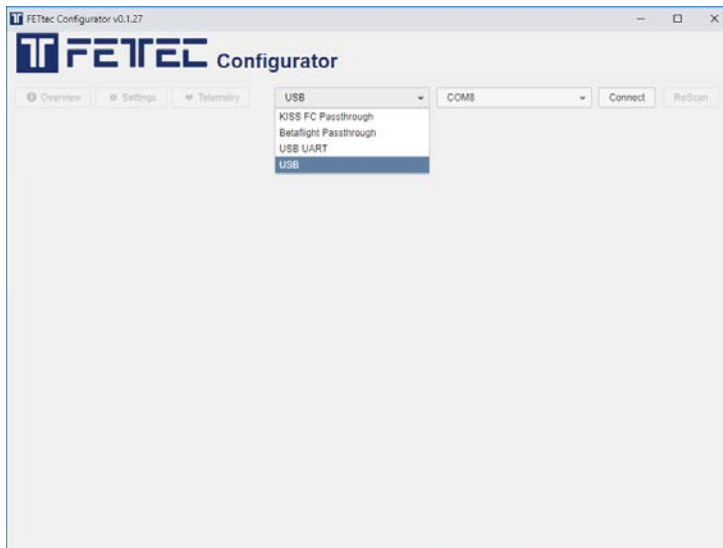 FETtec Configurator v0.1.27
FETEC Configurator
Overview Settings Telemetry USB COM8 Connect ReScan
KISS FC Passthrough
Betaflight Passthrough
USB UART
USB